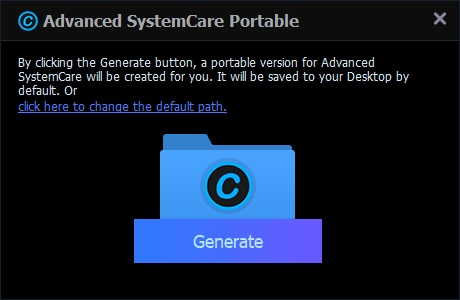 Advanced SystemCare Portable
By clicking the Generate button, a portable version for Advanced
SystemCare will be created for you. It will be saved to your Desktop by
default. Or
click here to change the default path.
Generate